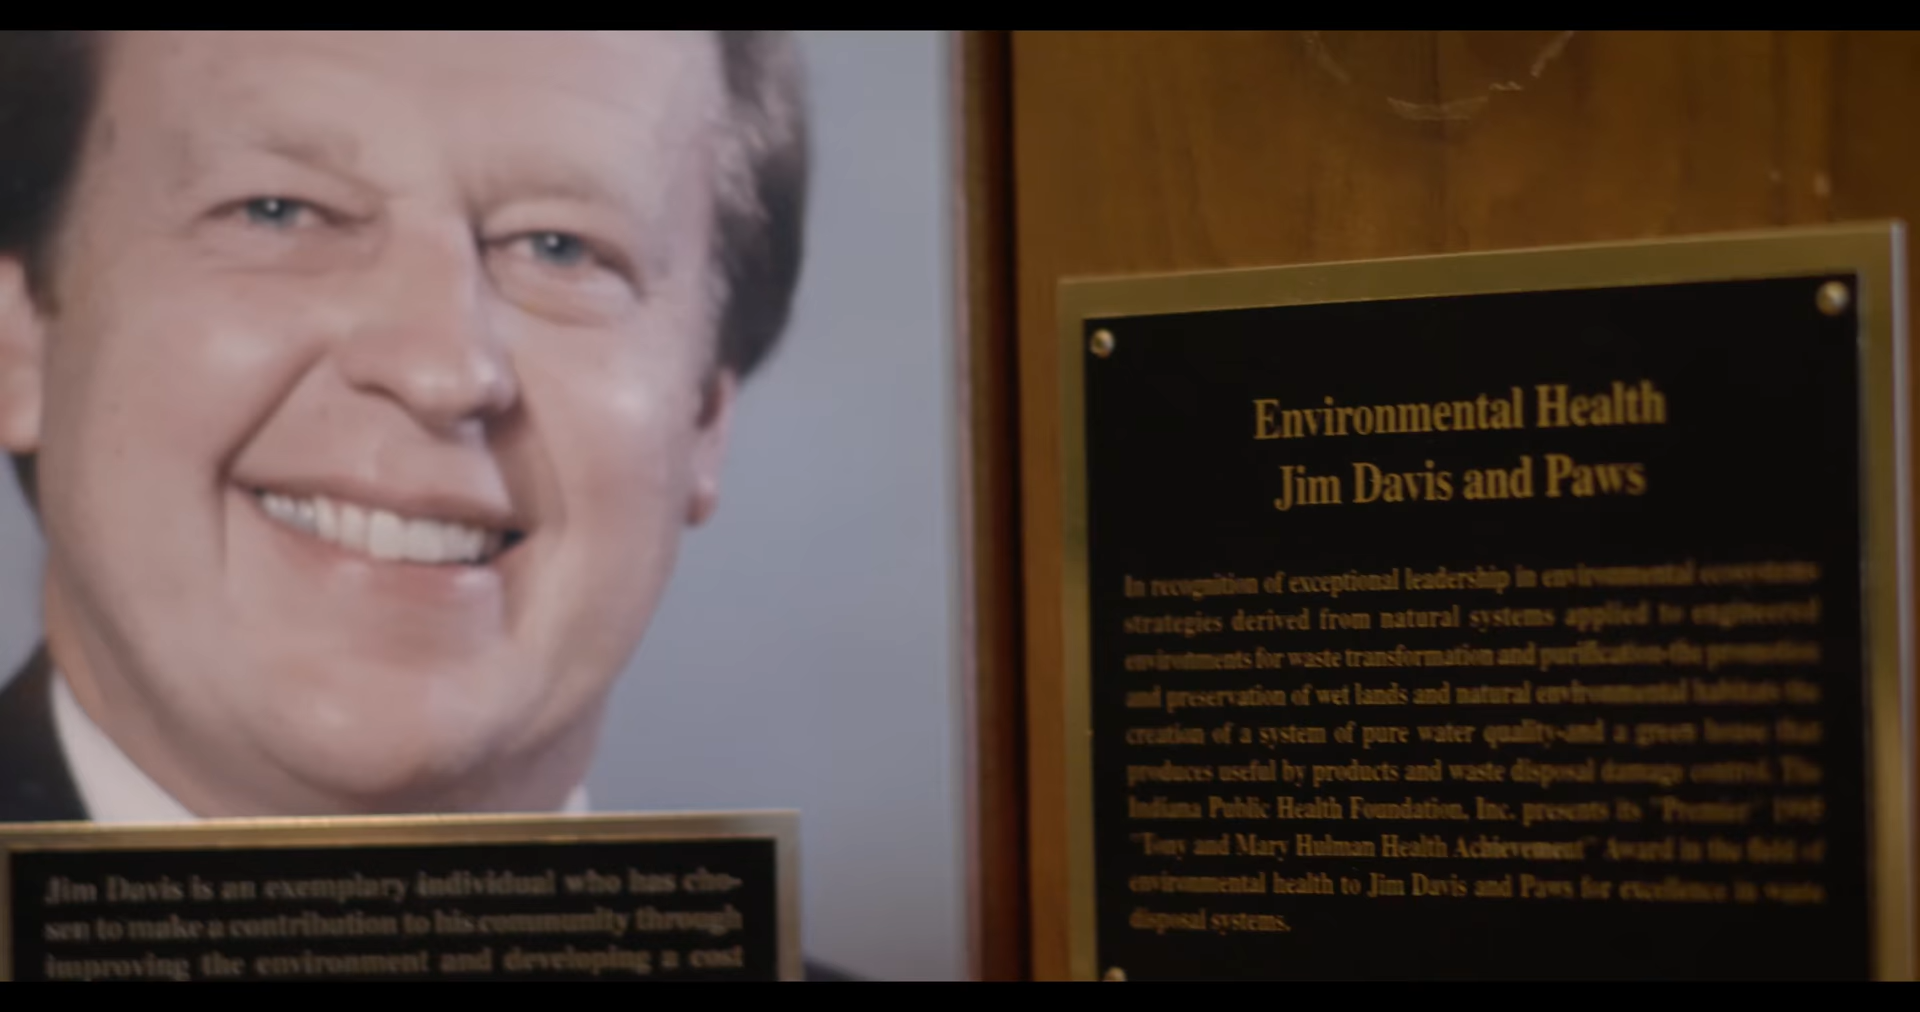 Jim Davis is an exemplary individual who has cho-
sen to make a contribution to his community through
improving the environment and developing a cost
Environmental Health
Jim Davis and Paws
In recognition of exceptional leadership in environmental ecosystems
strategies derived from natural systems applied to engineered
environments for waste transformation and purification-the promotion
and preservation of wet lands and natural environmental habitats-the
creation of a system of pure water quality-and a green house that
produces useful by products and waste disposal damage control. The
Indiana Public Health Foundation, Inc. presents its "Premier"
"Tony and Mary Hulman Health Achievement" Award in the field of
environmental health to Jim Davis and Paws for excellence in waste
disposal systems.